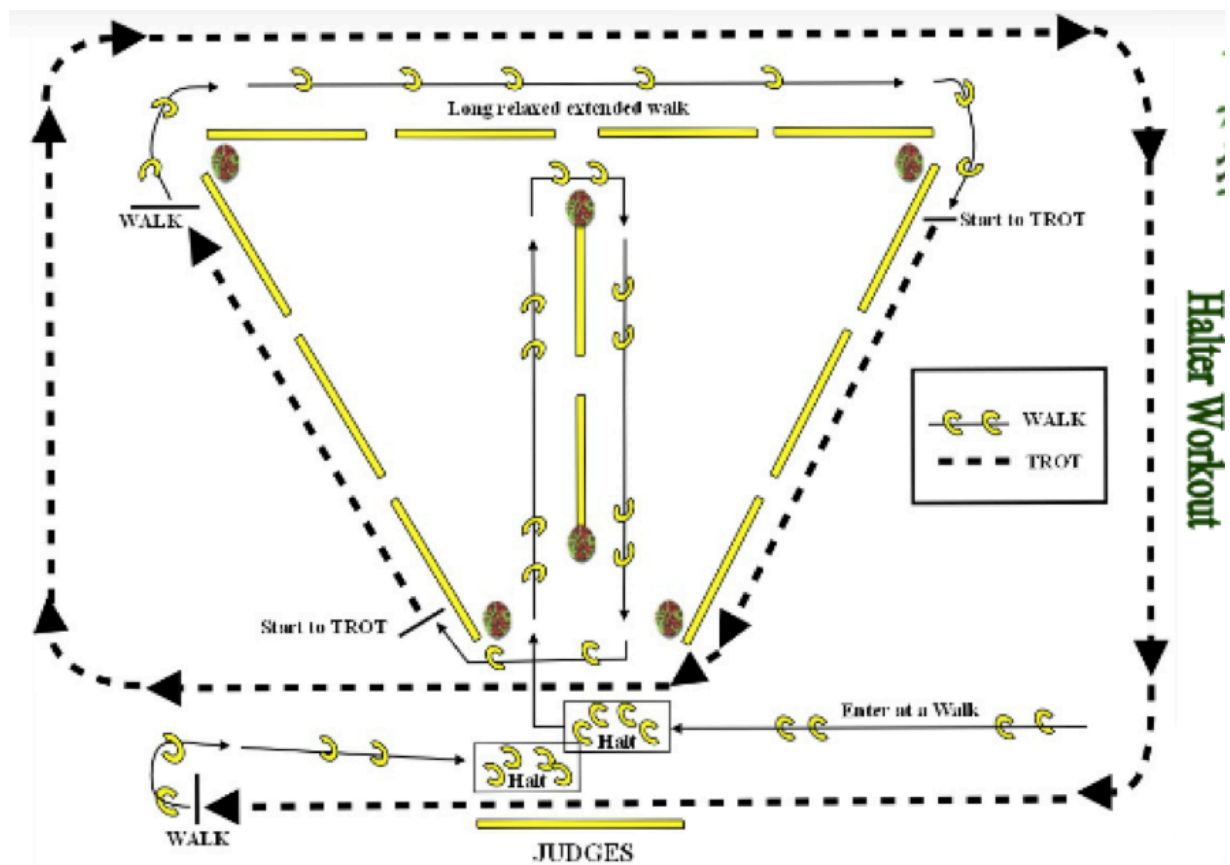 Long relaxed extended walk
WALK
Start to TROT
WALK
TROT
Halter Workout
Start to TROT
Enter at a Walk
Halt
Halt
WALK
JUDGES